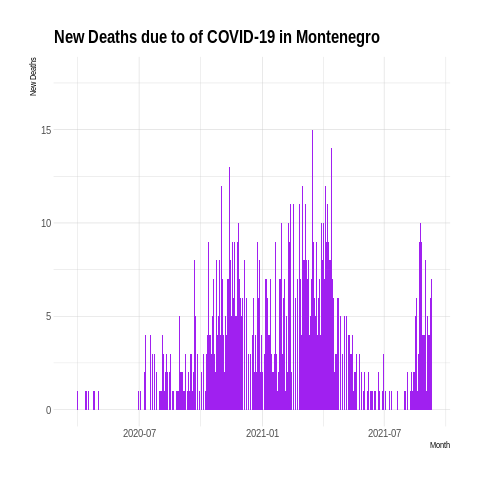 New Deaths due to of COVID-19 in Montenegro
New Deaths
15
10
5
0
2020-07 2021-01 2021-07
Month